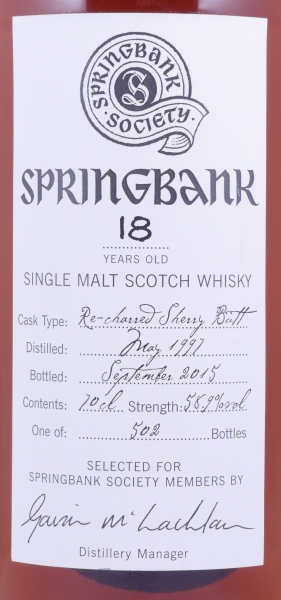 SPRINGBANK
S
SOCIETY
SPRINGBANK
18
YEARS OLD
SINGLE MALT SCOTCH WHISKY
Cask Type: Re-charred Sherry Butt
Distilled: May 1997
Bottled: September 2015
Contents: 70cl Strength: 58.9%vol
One of: 502 Bottles
SELECTED FOR
SPRINGBANK SOCIETY MEMBERS BY
Gavin McLachlan
Distillery Manager